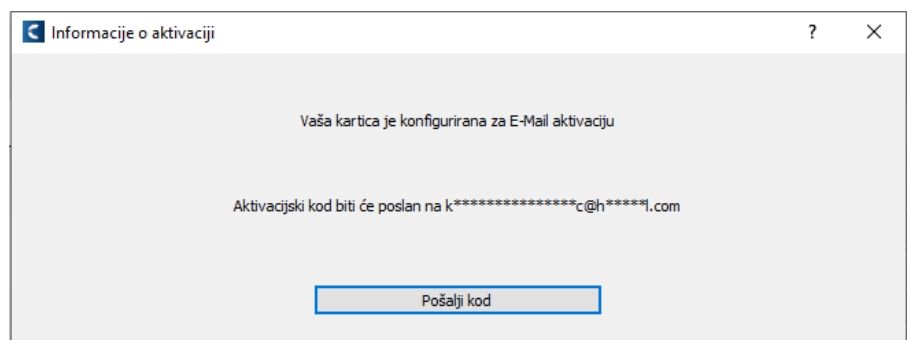 Informacije o aktivaciji
Vaša kartica je konfigurirana za E-Mail aktivaciju
Aktivacijski kod biti će poslan na k***************c@h*****l.com
Pošalji kod